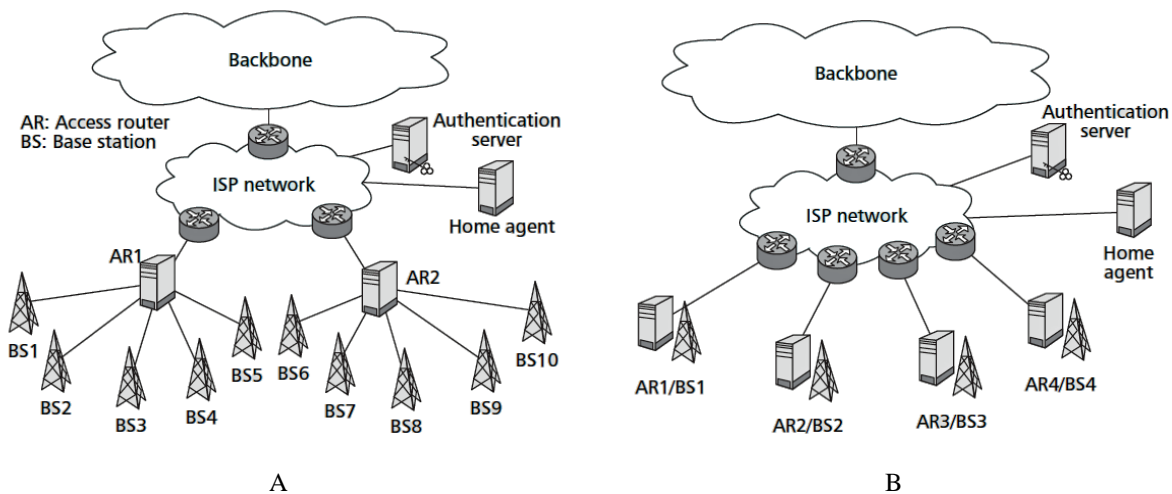 Backbone
AR: Access router
BS: Base station
Authentication
server
ISP network
Home agent
AR1
AR2
BS1
BS2
BS3
BS4
BS5
BS6
BS7
BS8
BS9
BS10
A
Backbone
Authentication
server
ISP network
Home
agent
AR1/BS1
AR2/BS2
AR3/BS3
AR4/BS4
B